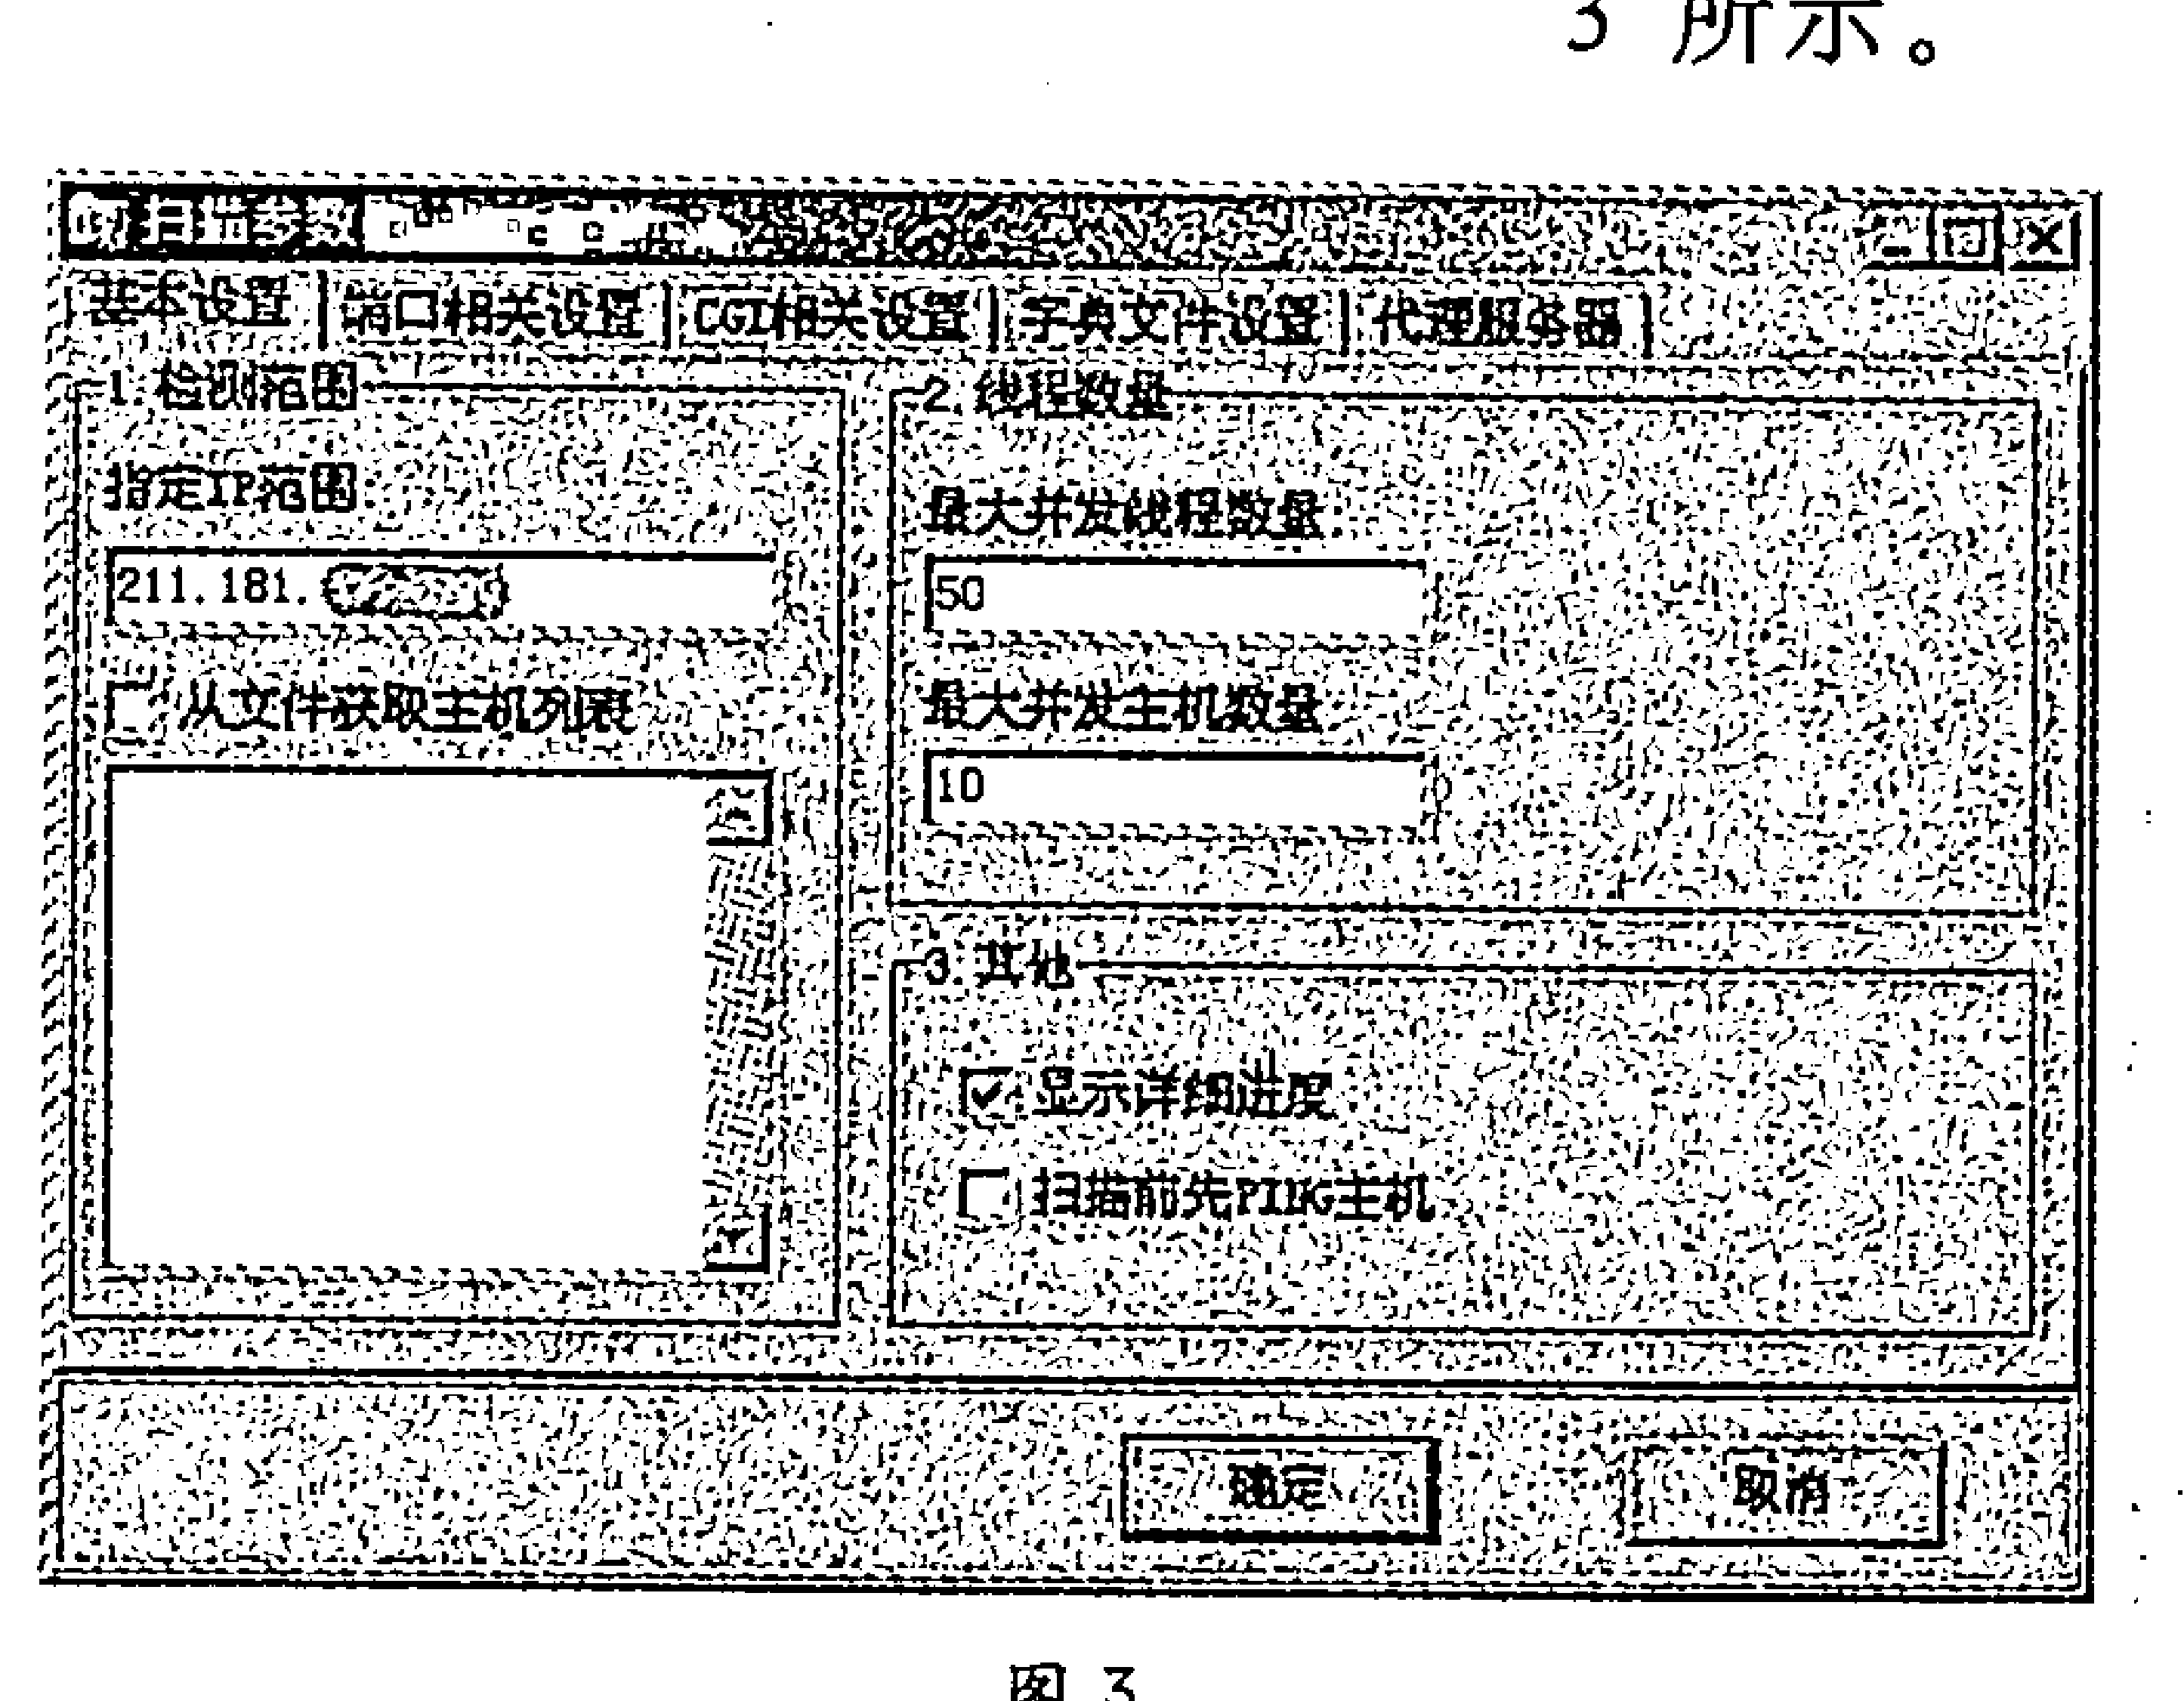 3 所示。
扫描参数
基本设置 端口相关设置 CGI相关设置 字典文件设置 代理服务器
1. 检测范围
指定IP范围
211.181.
从文件获取主机列表
2. 线程数量
最大并发线程数量
50
最大并发主机数量
10
3. 其他
显示详细进度
扫描前先PING主机
确定 取消
图 3